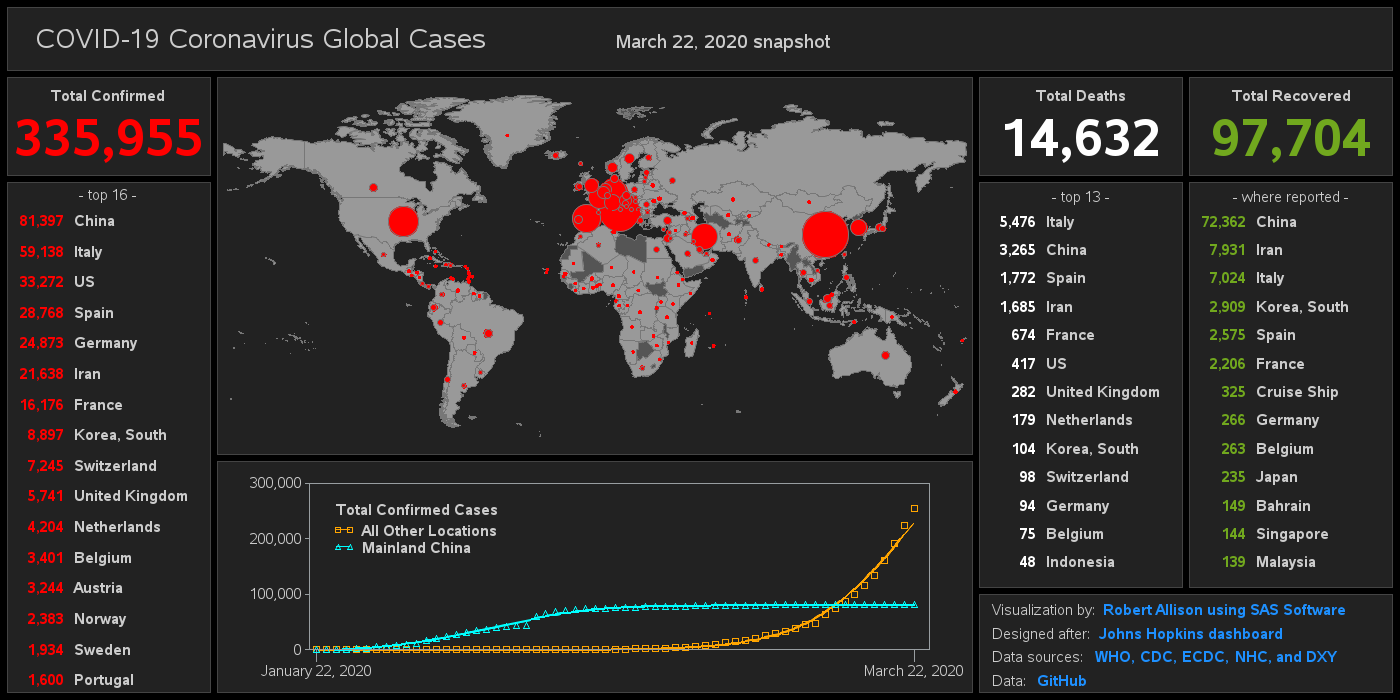 COVID-19 Coronavirus Global Cases
March 22, 2020 snapshot
Total Confirmed
335,955
- top 16 -
81,397 China
59,138 Italy
33,272 US
28,768 Spain
24,873 Germany
21,638 Iran
16,176 France
8,897 Korea, South
7,245 Switzerland
5,741 United Kingdom
4,204 Netherlands
3,401 Belgium
3,244 Austria
2,383 Norway
1,934 Sweden
1,600 Portugal
300,000
200,000
100,000
0
Total Confirmed Cases
All Other Locations
Mainland China
January 22, 2020
March 22, 2020
Total Deaths
14,632
- top 13 -
5,476 Italy
3,265 China
1,772 Spain
1,685 Iran
674 France
417 US
282 United Kingdom
179 Netherlands
104 Korea, South
98 Switzerland
94 Germany
75 Belgium
48 Indonesia
Total Recovered
97,704
- where reported -
72,362 China
7,931 Iran
7,024 Italy
2,909 Korea, South
2,575 Spain
2,206 France
325 Cruise Ship
266 Germany
263 Belgium
235 Japan
149 Bahrain
144 Singapore
139 Malaysia
Visualization by: Robert Allison using SAS Software
Designed after: Johns Hopkins dashboard
Data sources: WHO, CDC, ECDC, NHC, and DXY
Data: GitHub